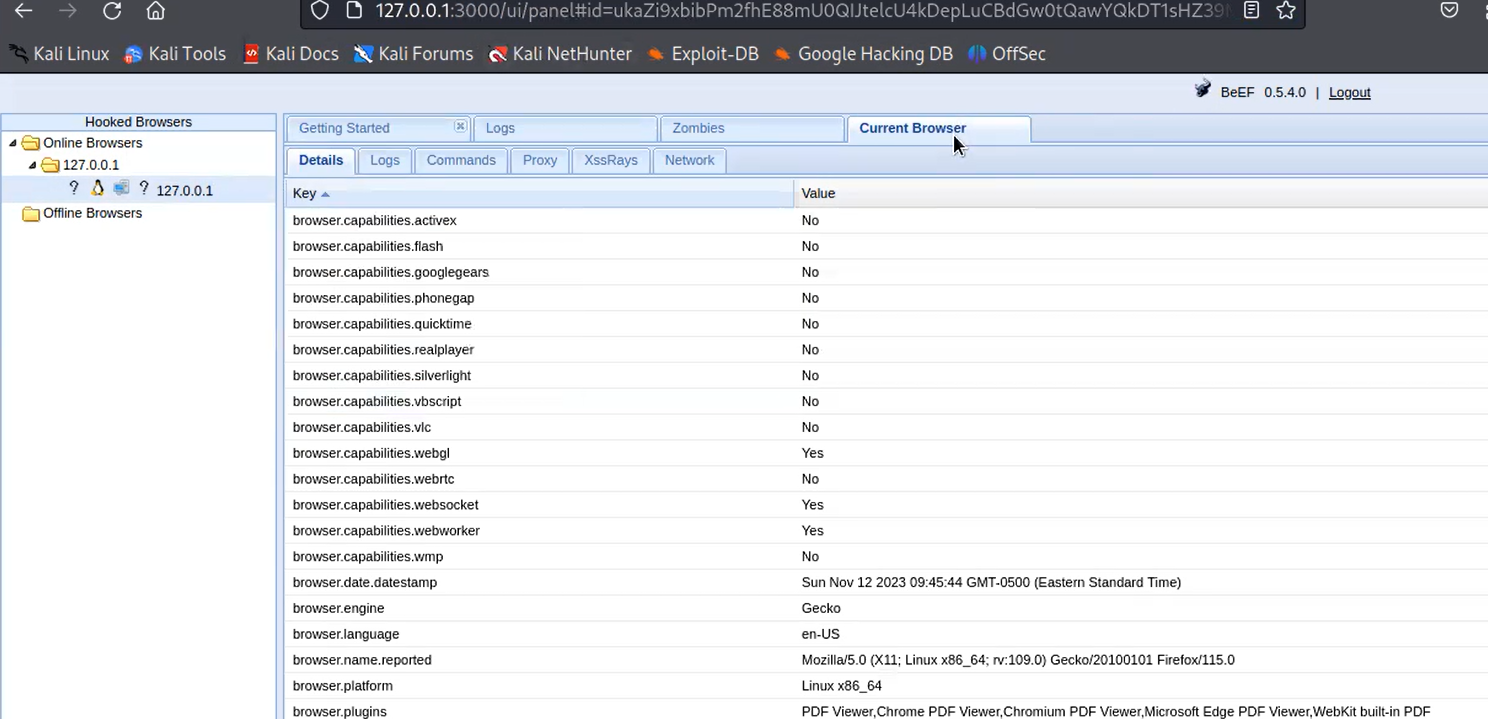 127.0.0.1:3000/ui/panel#id=ukaZi9xbibPm2fhE88mU0QIJtelcU4kDepLuCBdGw0tQawYQkDT1sHZ39
Kali Linux Kali Tools Kali Docs Kali Forums Kali NetHunter Exploit-DB Google Hacking DB OffSec
BeEF 0.5.4.0 | Logout
Hooked Browsers
Online Browsers
127.0.0.1
? ? 127.0.0.1
Offline Browsers
Getting Started Logs Zombies Current Browser
Details Logs Commands Proxy XssRays Network
Key Value
browser.capabilities.activex No
browser.capabilities.flash No
browser.capabilities.googlegears No
browser.capabilities.phonegap No
browser.capabilities.quicktime No
browser.capabilities.realplayer No
browser.capabilities.silverlight No
browser.capabilities.vbscript No
browser.capabilities.vlc No
browser.capabilities.webgl Yes
browser.capabilities.webrtc No
browser.capabilities.websocket Yes
browser.capabilities.webworker Yes
browser.capabilities.wmp No
browser.date.datestamp Sun Nov 12 2023 09:45:44 GMT-0500 (Eastern Standard Time)
browser.engine Gecko
browser.language en-US
browser.name.reported Mozilla/5.0 (X11; Linux x86_64; rv:109.0) Gecko/20100101 Firefox/115.0
browser.platform Linux x86_64
browser.plugins PDF Viewer,Chrome PDF Viewer,Chromium PDF Viewer,Microsoft Edge PDF Viewer,WebKit built-in PDF